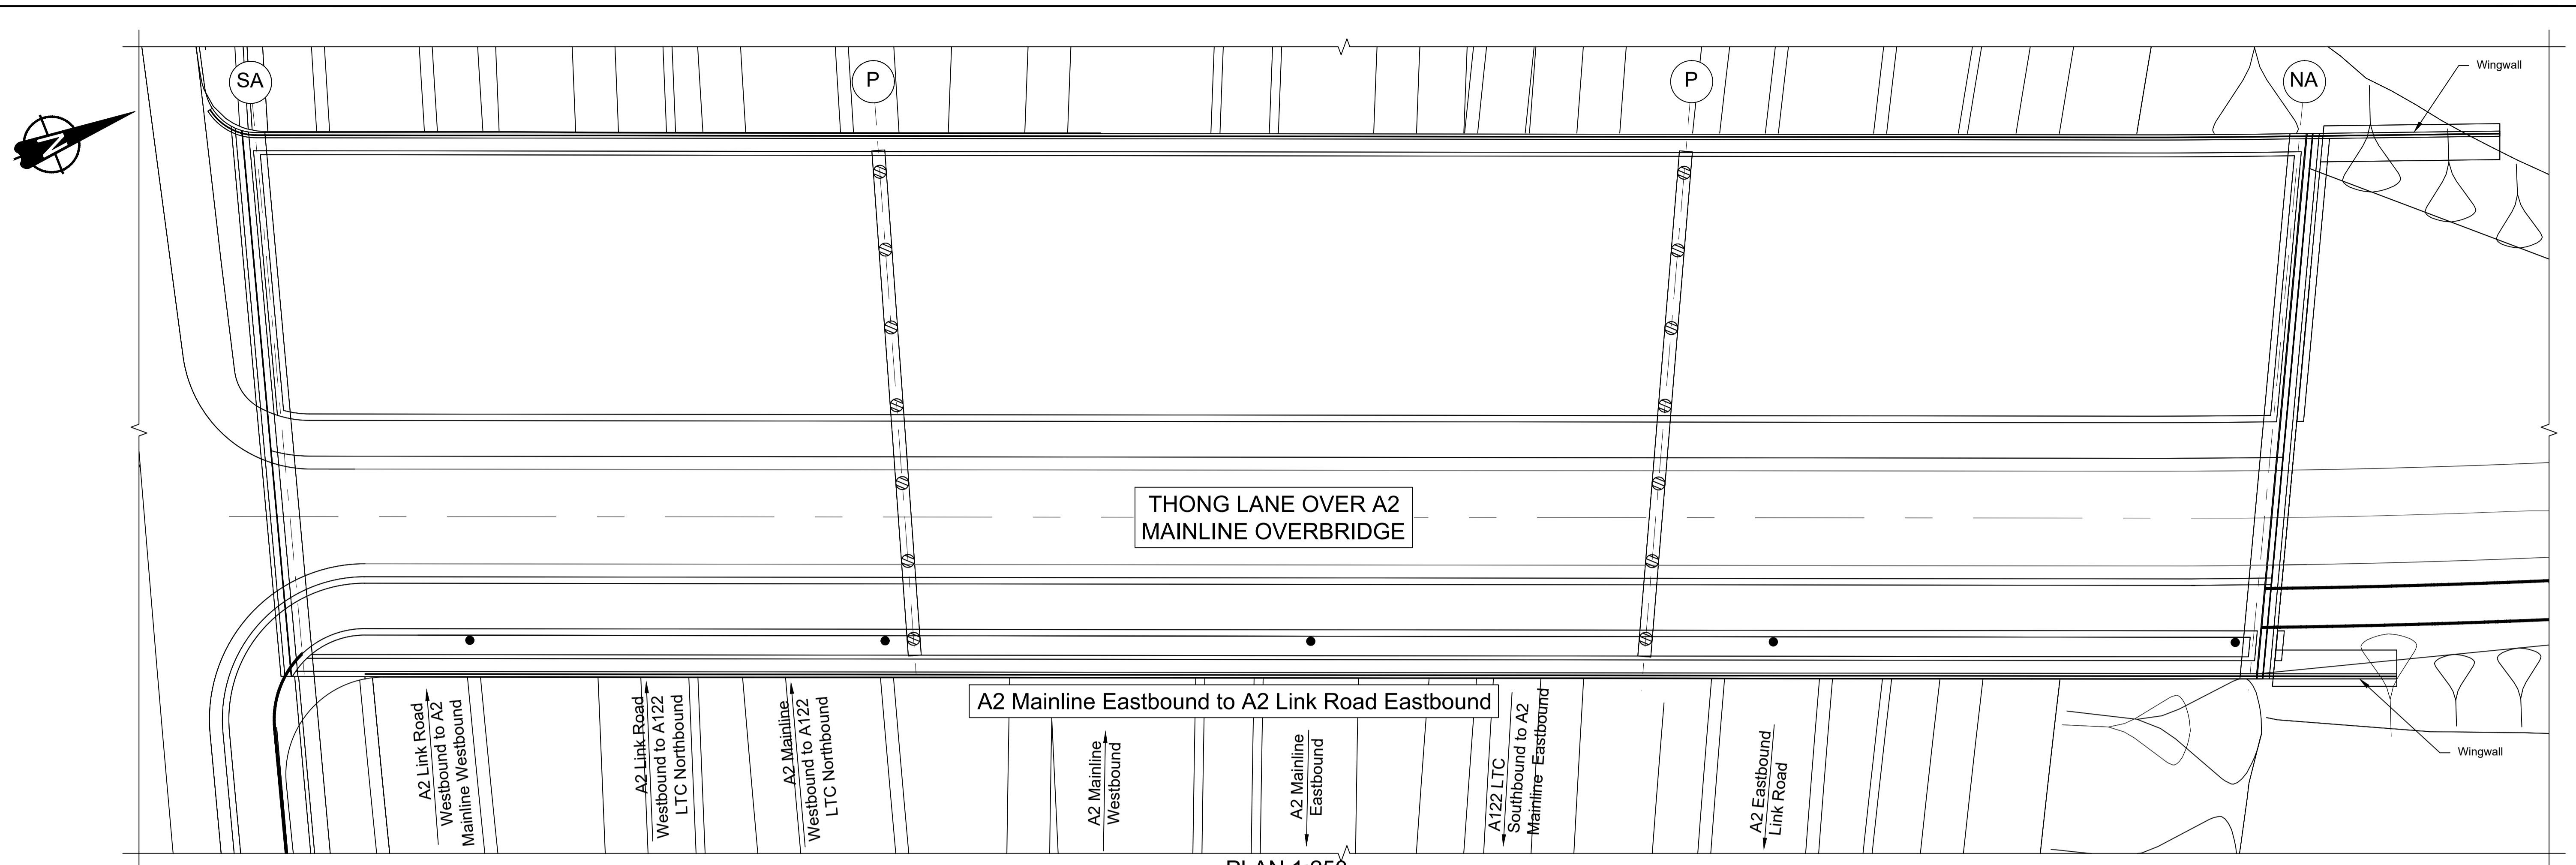 SA
P
P
NA
Wingwall
N
THONG LANE OVER A2
MAINLINE OVERBRIDGE
A2 Mainline Eastbound to A2 Link Road Eastbound
A2 Link Road
Westbound to A2
Mainline Westbound
A2 Link Road
Westbound to A122
LTC Northbound
A2 Mainline
Westbound to A122
LTC Northbound
A2 Mainline
Westbound
A2 Mainline
Eastbound
A122 LTC
Southbound to A2
Mainline Eastbound
A2 Eastbound
Link Road
Wingwall
PLAN 1:250